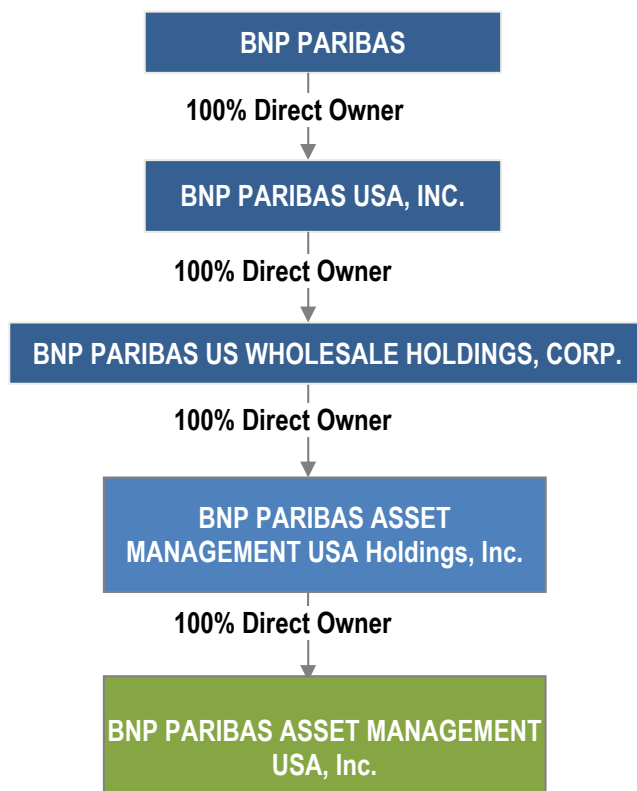 BNP PARIBAS
100% Direct Owner
BNP PARIBAS USA, INC.
100% Direct Owner
BNP PARIBAS US WHOLESALE HOLDINGS, CORP.
100% Direct Owner
BNP PARIBAS ASSET
MANAGEMENT USA Holdings, Inc.
100% Direct Owner
BNP PARIBAS ASSET MANAGEMENT
USA, Inc.